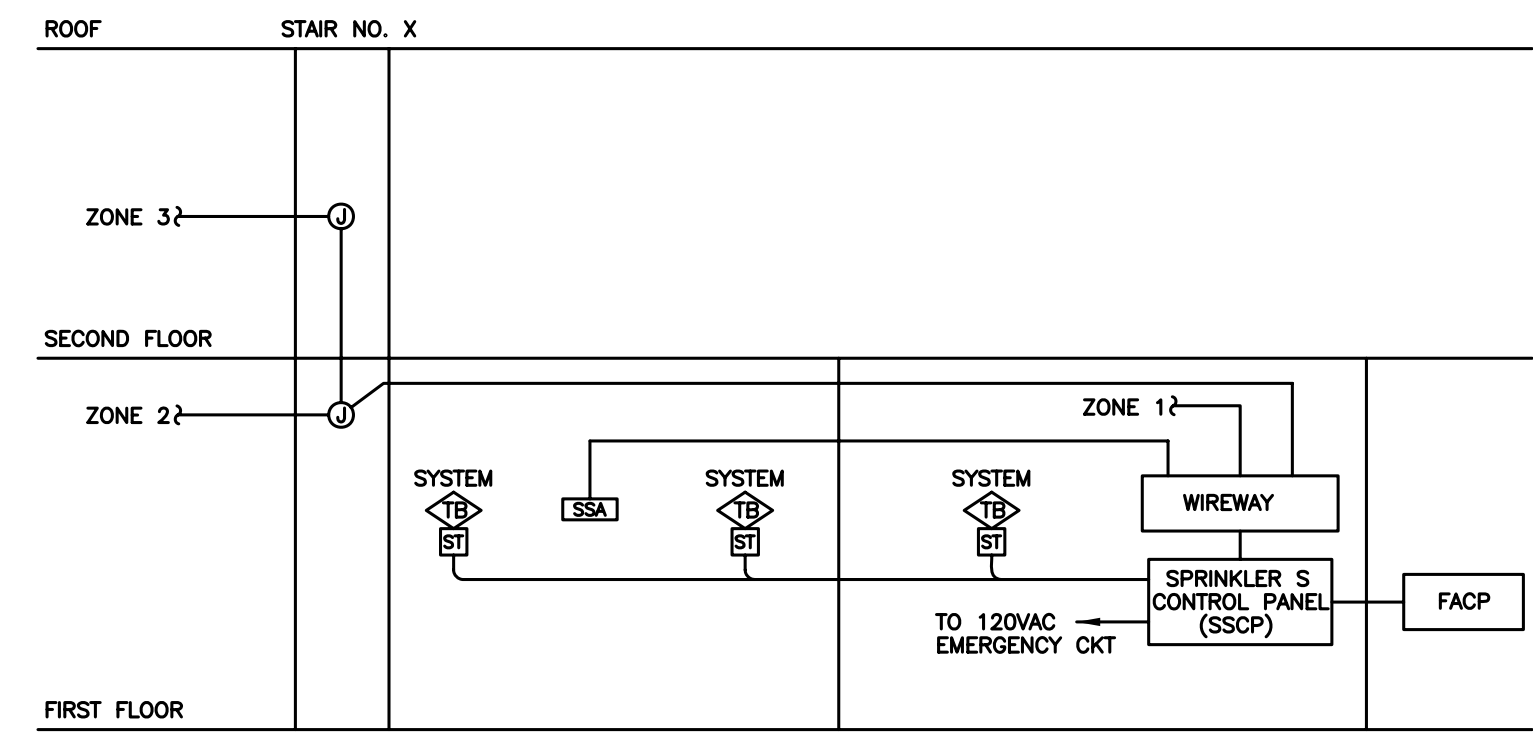 ROOF
STAIR NO. X
ZONE 3
J
SECOND FLOOR
ZONE 2
J
ZONE 1
SYSTEM
TB
ST
SSA
SYSTEM
TB
ST
SYSTEM
TB
ST
WIREWAY
SPRINKLER S
CONTROL PANEL
(SSCP)
FACP
TO 120VAC
EMERGENCY CKT
FIRST FLOOR